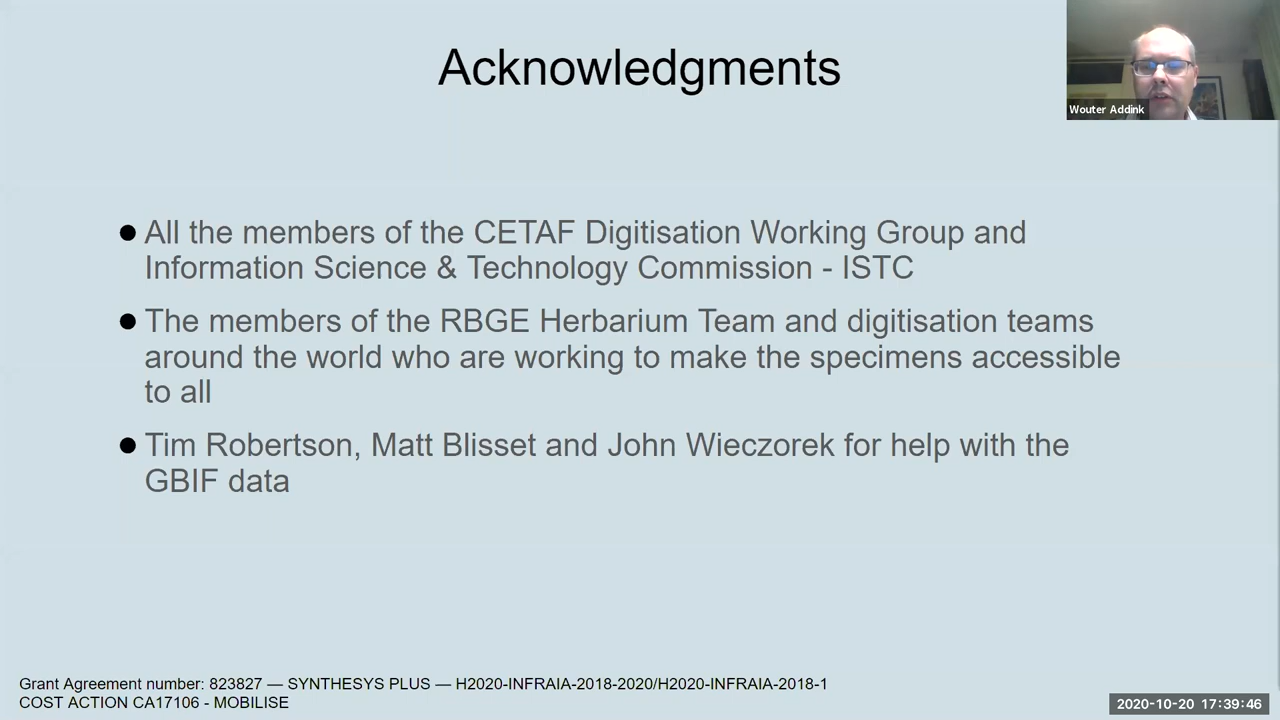 Acknowledgments
Wouter Addink
● All the members of the CETAF Digitisation Working Group and
Information Science & Technology Commission - ISTC
● The members of the RBGE Herbarium Team and digitisation teams
around the world who are working to make the specimens accessible
to all
● Tim Robertson, Matt Blisset and John Wieczorek for help with the
GBIF data
Grant Agreement number: 823827 — SYNTHESYS PLUS — H2020-INFRAIA-2018-2020/H2020-INFRAIA-2018-1
COST ACTION CA17106 - MOBILISE
2020-10-20 17:39:46